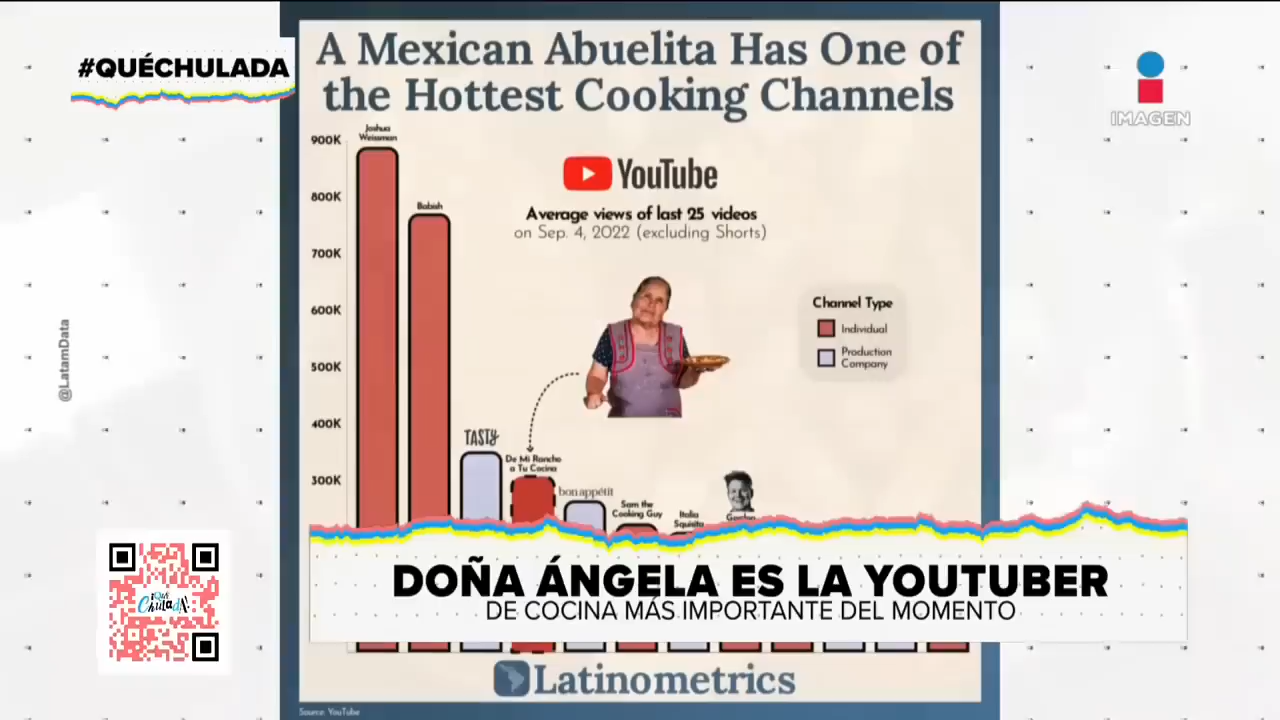 #QUÉCHULADA
A Mexican Abuelita Has One of
the Hottest Cooking Channels
IMAGEN
Joshua
Weissman
900K
YouTube
800K
Babish
Average views of last 25 videos
on Sep. 4, 2022 (excluding Shorts)
700K
600K
Channel Type
Individual
Production
Company
@LatamData
500K
400K
TASTY
De Mi Rancho
a Tu Cocina
300K
bon appétit
Sam the
Cooking Guy
Italia
Squisita
Gordon
¡Qué
Chulada!
DOÑA ÁNGELA ES LA YOUTUBER
DE COCINA MÁS IMPORTANTE DEL MOMENTO
Latinometrics
Source: YouTube